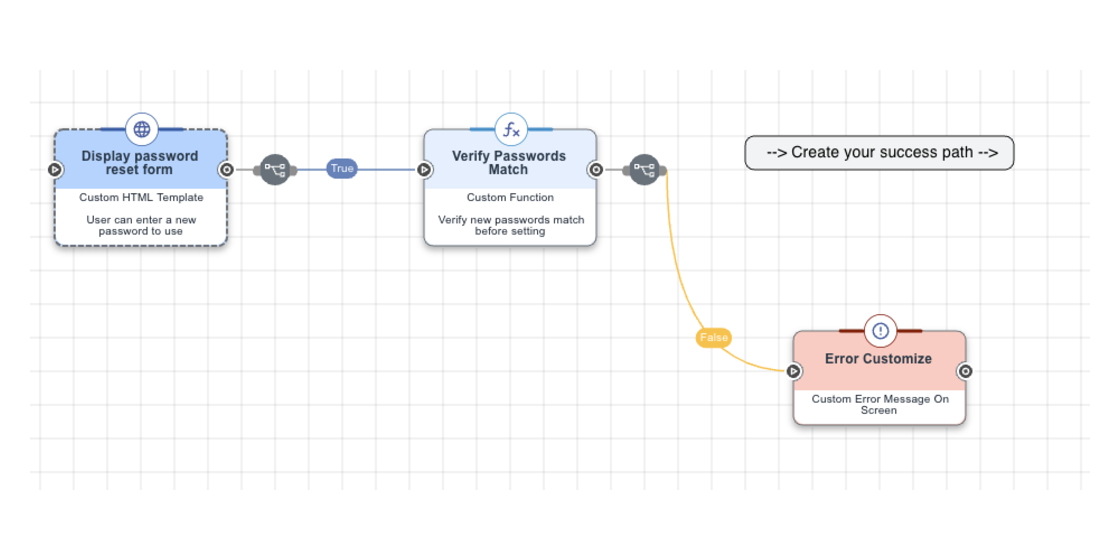 Display password
reset form
Custom HTML Template
User can enter a new
password to use
True
fx
Verify Passwords
Match
Custom Function
Verify new passwords match
before setting
--> Create your success path -->
False
Error Customize
Custom Error Message On
Screen